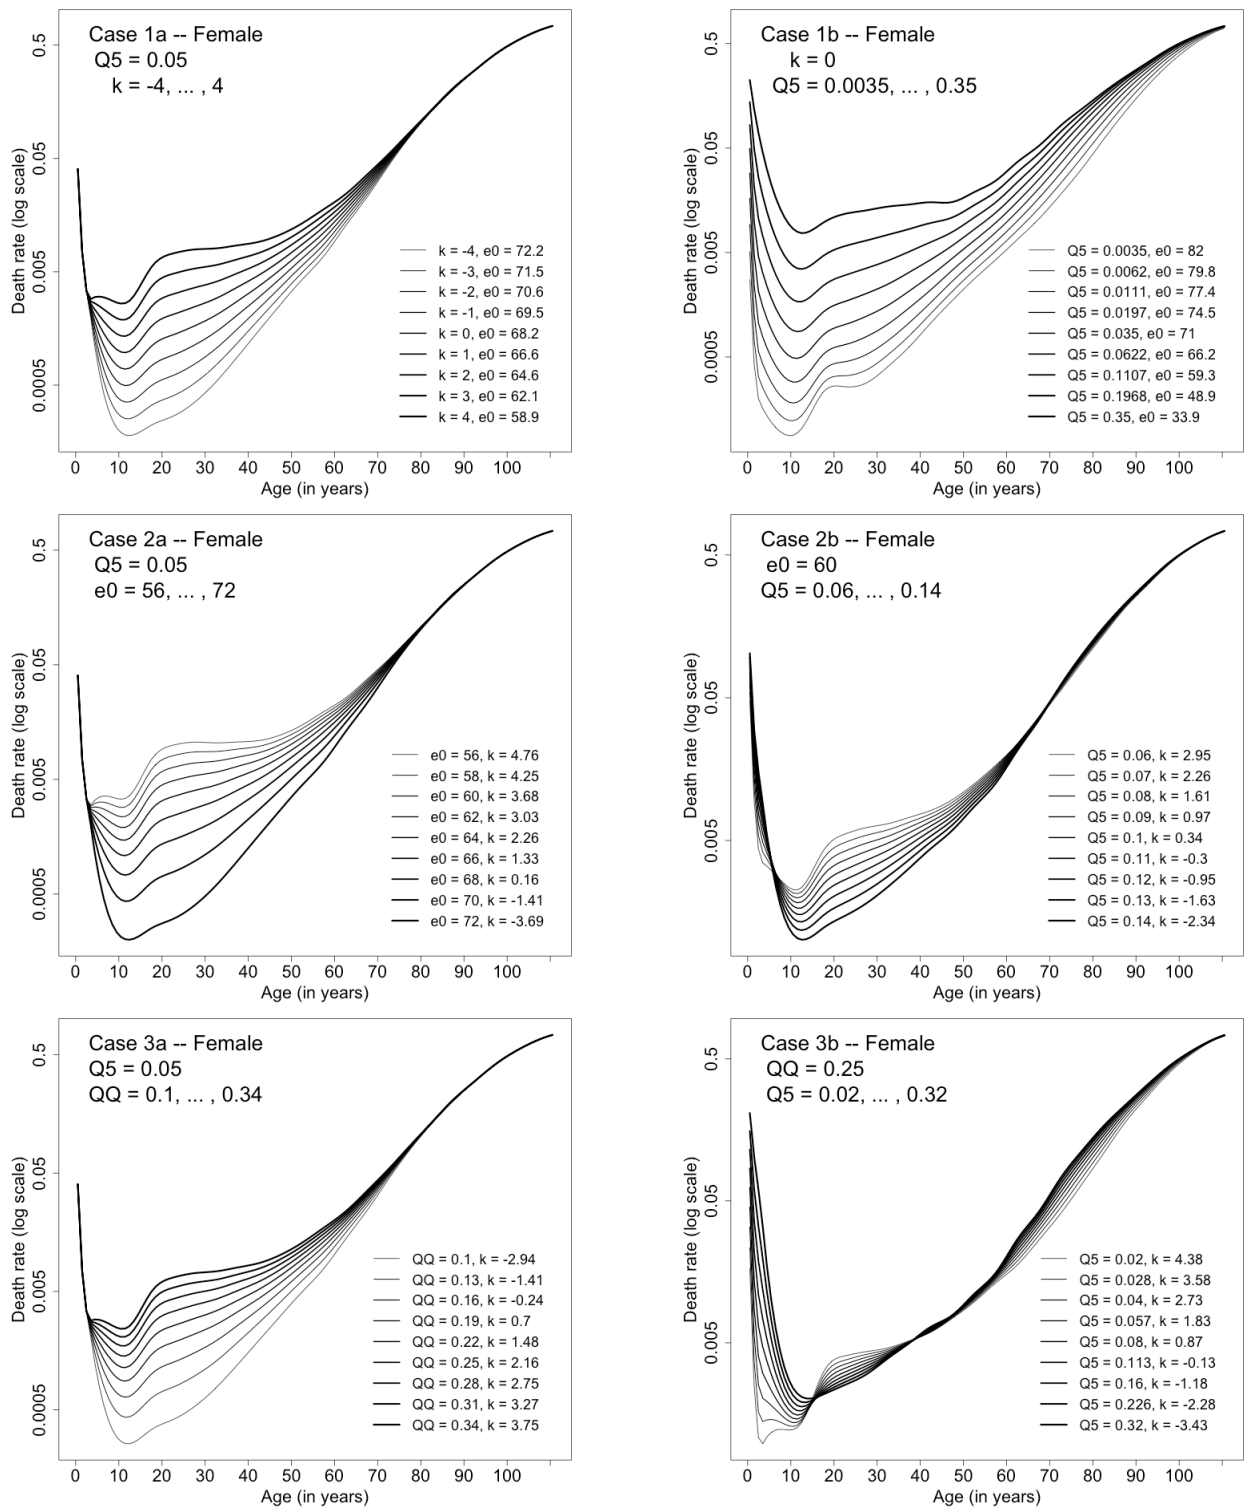 Case 1a -- Female
Q5 = 0.05
k = -4, ... , 4
Death rate (log scale)
0.5
0.05
0.005
0.0005
k = -4, e0 = 72.2
k = -3, e0 = 71.5
k = -2, e0 = 70.6
k = -1, e0 = 69.5
k = 0, e0 = 68.2
k = 1, e0 = 66.6
k = 2, e0 = 64.6
k = 3, e0 = 62.1
k = 4, e0 = 58.9
0 10 20 30 40 50 60 70 80 90 100
Age (in years)
Case 1b -- Female
k = 0
Q5 = 0.0035, ... , 0.35
Death rate (log scale)
0.5
0.05
0.005
0.0005
Q5 = 0.0035, e0 = 82
Q5 = 0.0062, e0 = 79.8
Q5 = 0.0111, e0 = 77.4
Q5 = 0.0197, e0 = 74.5
Q5 = 0.035, e0 = 71
Q5 = 0.0622, e0 = 66.2
Q5 = 0.1107, e0 = 59.3
Q5 = 0.1968, e0 = 48.9
Q5 = 0.35, e0 = 33.9
0 10 20 30 40 50 60 70 80 90 100
Age (in years)
Case 2a -- Female
Q5 = 0.05
e0 = 56, ... , 72
Death rate (log scale)
0.5
0.05
0.005
0.0005
e0 = 56, k = 4.76
e0 = 58, k = 4.25
e0 = 60, k = 3.68
e0 = 62, k = 3.03
e0 = 64, k = 2.26
e0 = 66, k = 1.33
e0 = 68, k = 0.16
e0 = 70, k = -1.41
e0 = 72, k = -3.69
0 10 20 30 40 50 60 70 80 90 100
Age (in years)
Case 2b -- Female
e0 = 60
Q5 = 0.06, ... , 0.14
Death rate (log scale)
0.5
0.05
0.005
Q5 = 0.06, k = 2.95
Q5 = 0.07, k = 2.26
Q5 = 0.08, k = 1.61
Q5 = 0.09, k = 0.97
Q5 = 0.1, k = 0.34
Q5 = 0.11, k = -0.3
Q5 = 0.12, k = -0.95
Q5 = 0.13, k = -1.63
Q5 = 0.14, k = -2.34
0 10 20 30 40 50 60 70 80 90 100
Age (in years)
Case 3a -- Female
Q5 = 0.05
QQ = 0.1, ... , 0.34
Death rate (log scale)
0.5
0.05
0.005
0.0005
QQ = 0.1, k = -2.94
QQ = 0.13, k = -1.41
QQ = 0.16, k = -0.24
QQ = 0.19, k = 0.7
QQ = 0.22, k = 1.48
QQ = 0.25, k = 2.16
QQ = 0.28, k = 2.75
QQ = 0.31, k = 3.27
QQ = 0.34, k = 3.75
0 10 20 30 40 50 60 70 80 90 100
Age (in years)
Case 3b -- Female
QQ = 0.25
Q5 = 0.02, ... , 0.32
Death rate (log scale)
0.5
0.05
0.005
Q5 = 0.02, k = 4.38
Q5 = 0.028, k = 3.58
Q5 = 0.04, k = 2.73
Q5 = 0.057, k = 1.83
Q5 = 0.08, k = 0.87
Q5 = 0.113, k = -0.13
Q5 = 0.16, k = -1.18
Q5 = 0.226, k = -2.28
Q5 = 0.32, k = -3.43
0 10 20 30 40 50 60 70 80 90 100
Age (in years)